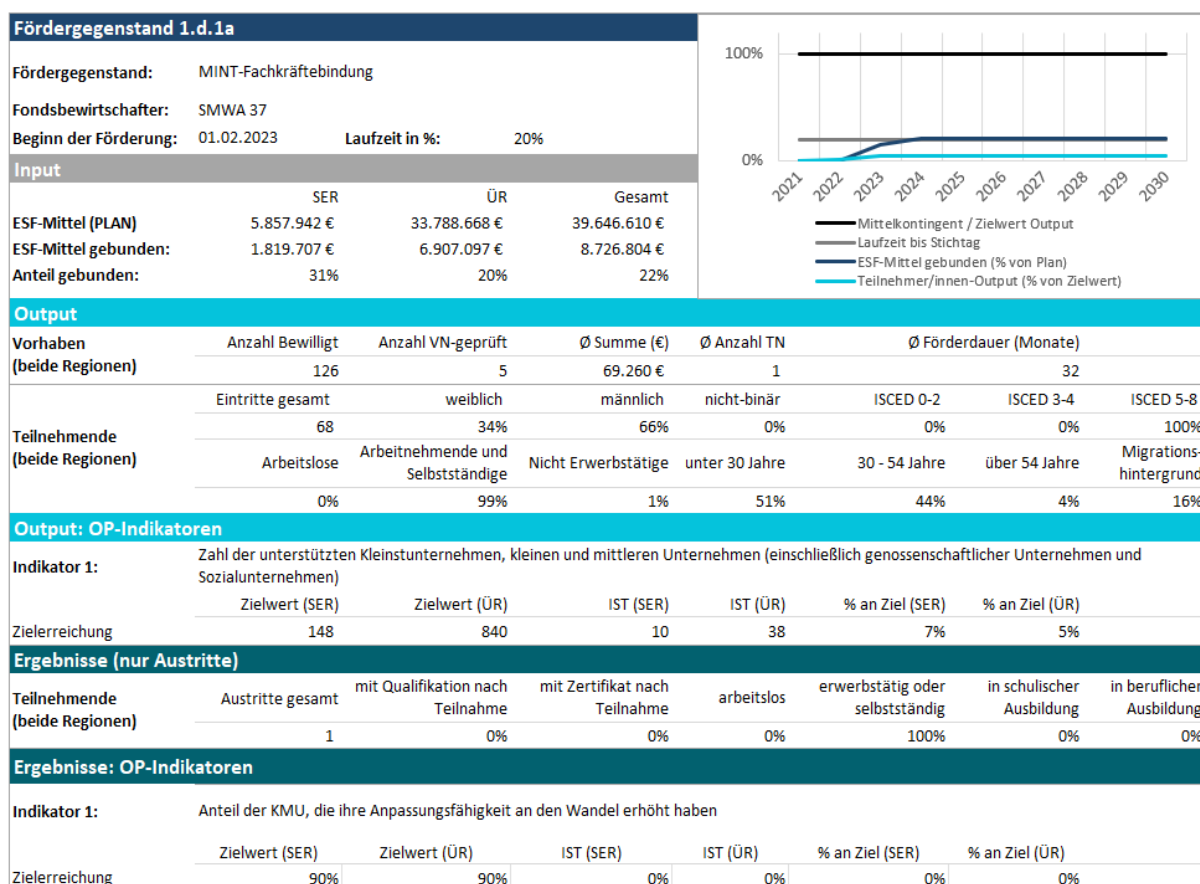 Fördergegenstand 1.d.1a
Fördergegenstand: MINT-Fachkräftebindung
Fondsbewirtschafter: SMWA 37
Beginn der Förderung: 01.02.2023 Laufzeit in %: 20%
100%
0%
2021 2022 2023 2024 2025 2026 2027 2028 2029 2030
Mittelkontingent / Zielwert Output
Laufzeit bis Stichtag
ESF-Mittel gebunden (% von Plan)
Teilnehmer/innen-Output (% von Zielwert)
Input
SER ÜR Gesamt
ESF-Mittel (PLAN) 5.857.942 € 33.788.668 € 39.646.610 €
ESF-Mittel gebunden: 1.819.707 € 6.907.097 € 8.726.804 €
Anteil gebunden: 31% 20% 22%
Output
Vorhaben
(beide Regionen)
Anzahl Bewilligt Anzahl VN-geprüft Ø Summe (€) Ø Anzahl TN Ø Förderdauer (Monate)
126 5 69.260 € 1 32
Teilnehmende
(beide Regionen)
Eintritte gesamt weiblich männlich nicht-binär ISCED 0-2 ISCED 3-4 ISCED 5-8
68 34% 66% 0% 0% 0% 100%
Arbeitslose Arbeitnehmende und Selbstständige Nicht Erwerbstätige unter 30 Jahre 30 - 54 Jahre über 54 Jahre Migrations-hintergrund
0% 99% 1% 51% 44% 4% 16%
Output: OP-Indikatoren
Indikator 1: Zahl der unterstützten Kleinstunternehmen, kleinen und mittleren Unternehmen (einschließlich genossenschaftlicher Unternehmen und
Sozialunternehmen)
Zielwert (SER) Zielwert (ÜR) IST (SER) IST (ÜR) % an Ziel (SER) % an Ziel (ÜR)
Zielerreichung 148 840 10 38 7% 5%
Ergebnisse (nur Austritte)
Teilnehmende
(beide Regionen)
Austritte gesamt mit Qualifikation nach Teilnahme mit Zertifikat nach Teilnahme arbeitslos erwerbstätig oder selbstständig in schulischer Ausbildung in beruflicher Ausbildung
1 0% 0% 0% 100% 0% 0%
Ergebnisse: OP-Indikatoren
Indikator 1: Anteil der KMU, die ihre Anpassungsfähigkeit an den Wandel erhöht haben
Zielwert (SER) Zielwert (ÜR) IST (SER) IST (ÜR) % an Ziel (SER) % an Ziel (ÜR)
Zielerreichung 90% 90% 0% 0% 0% 0%